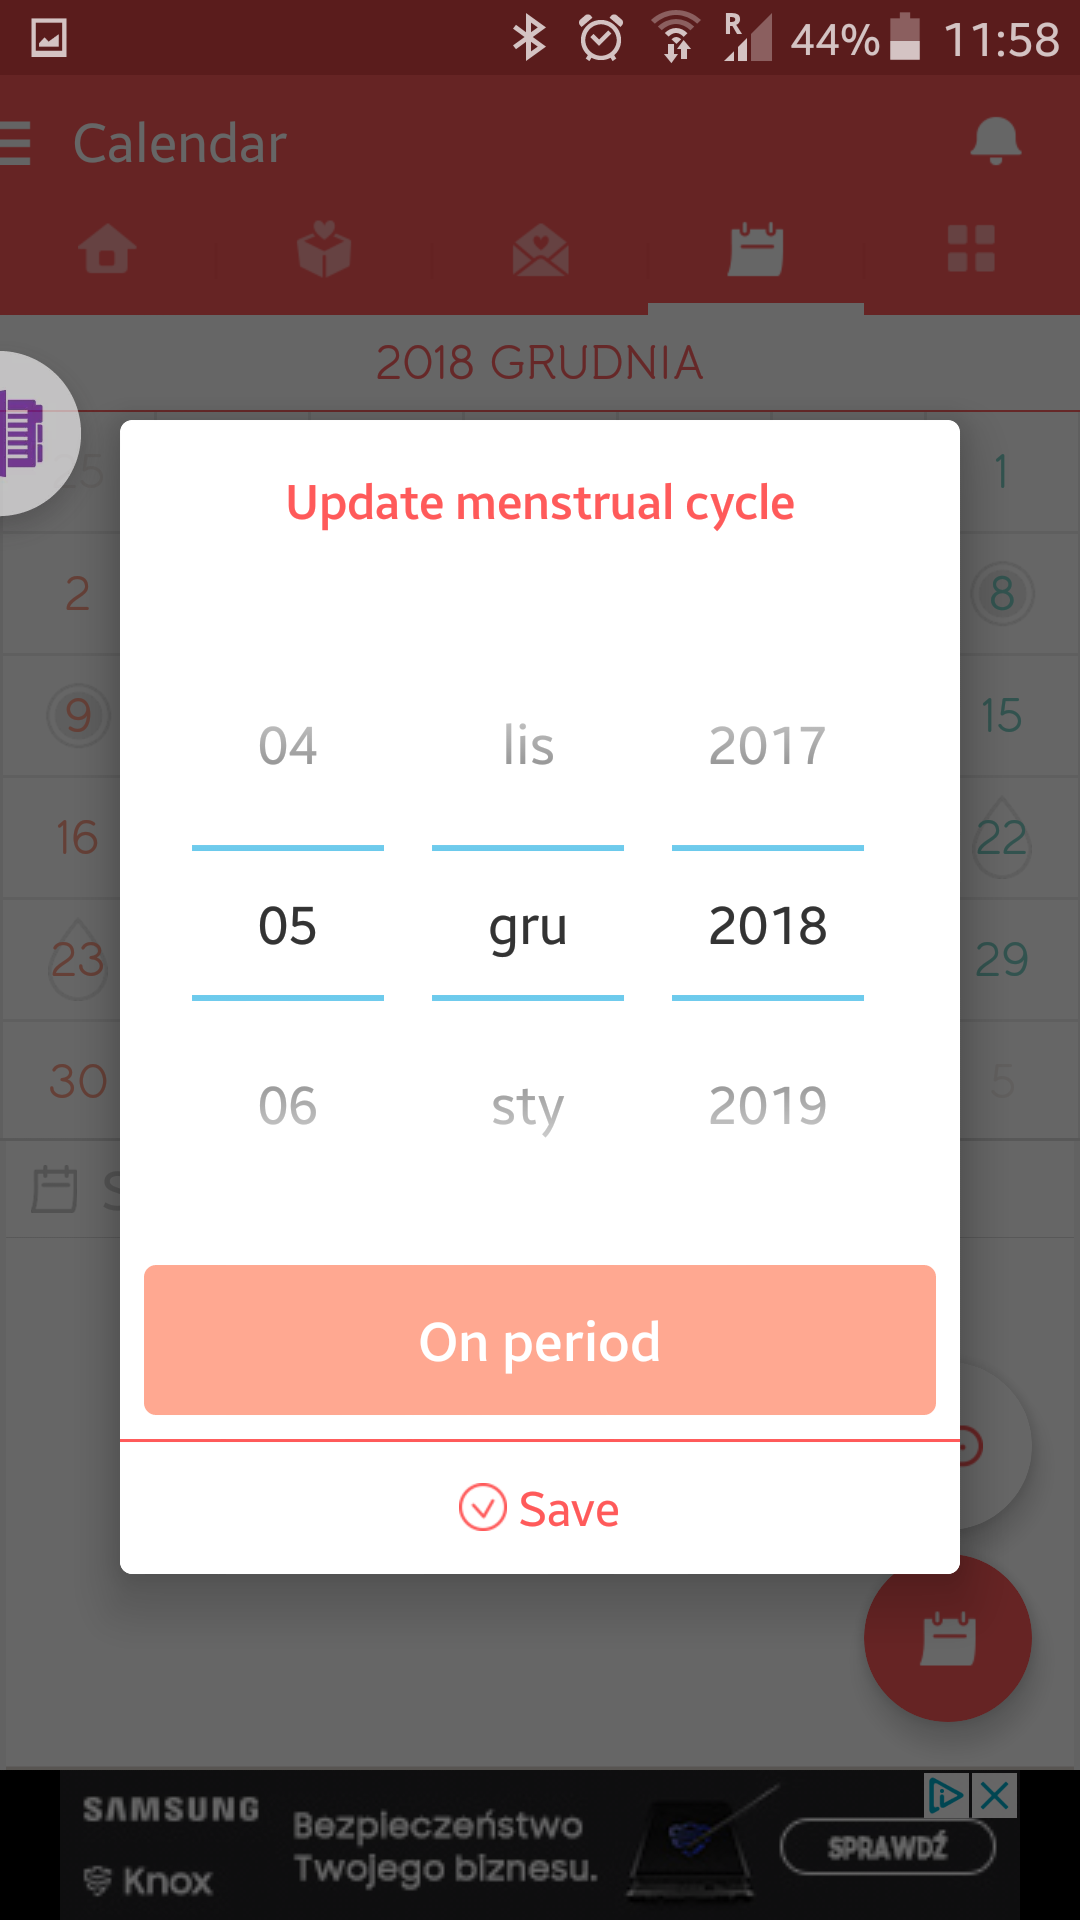 R 44% 11:58
Calendar
2018 GRUDNIA
25 1
Update menstrual cycle
2 8
9 15
04 lis 2017
16 22
05 gru 2018
23 29
30 5
06 sty 2019
S
On period
Save
SAMSUNG
Knox
Bezpieczeństwo
Twojego biznesu.
SPRAWDŹ